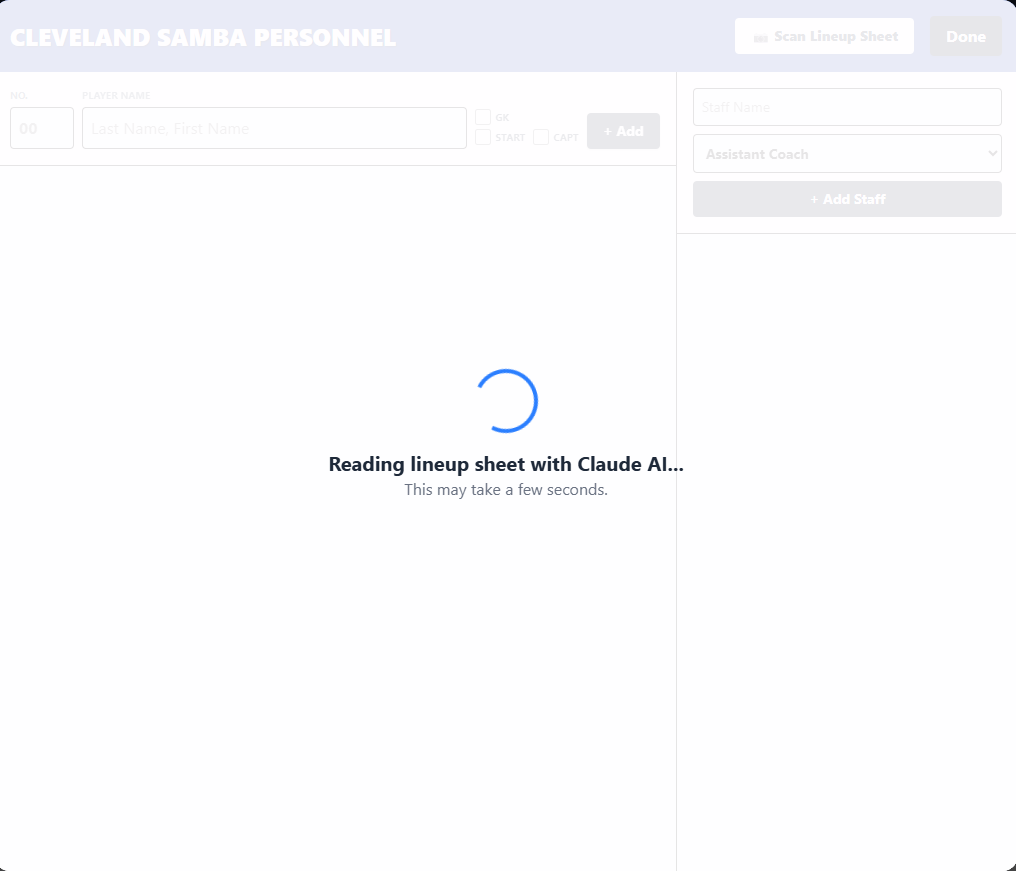 CLEVELAND SAMBA PERSONNEL
Scan Lineup Sheet
Done
NO.
PLAYER NAME
00
Last Name, First Name
GK
START
CAPT
+ Add
Staff Name
Assistant Coach
+ Add Staff
Reading lineup sheet with Claude AI...
This may take a few seconds.